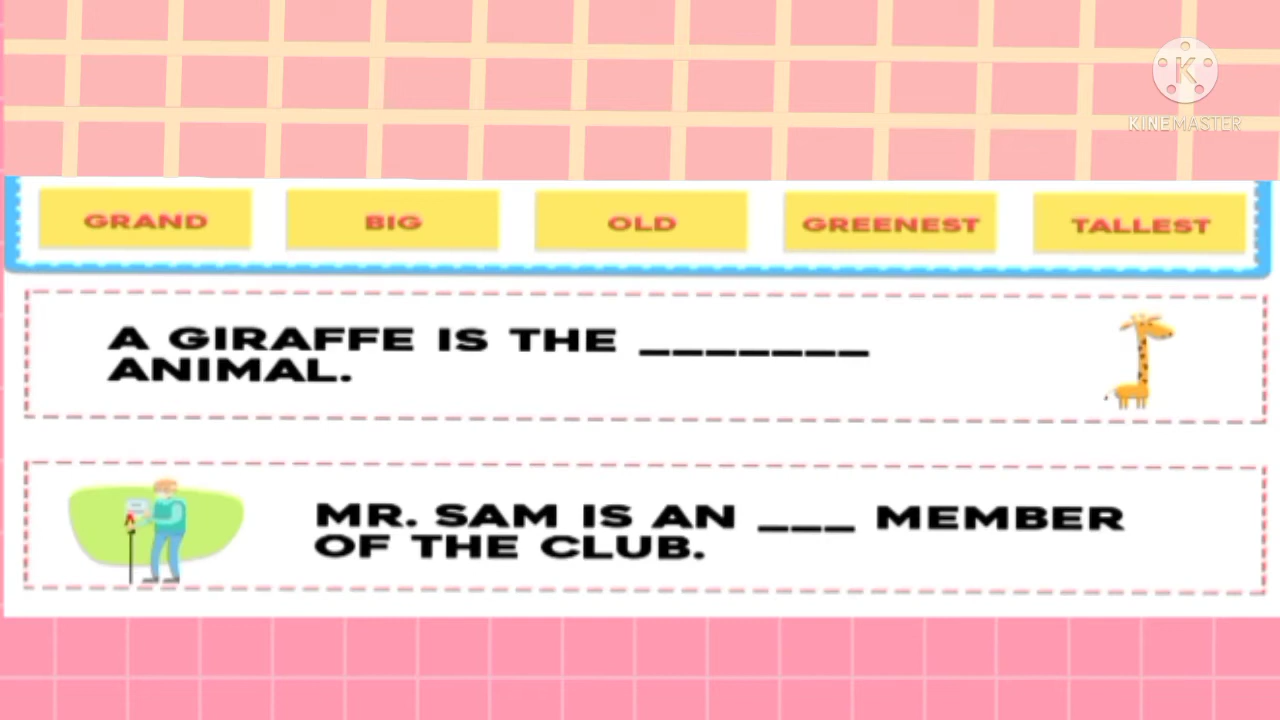 KINEMASTER
GRAND BIG OLD GREENEST TALLEST
A GIRAFFE IS THE _______
ANIMAL.
MR. SAM IS AN ___ MEMBER
OF THE CLUB.